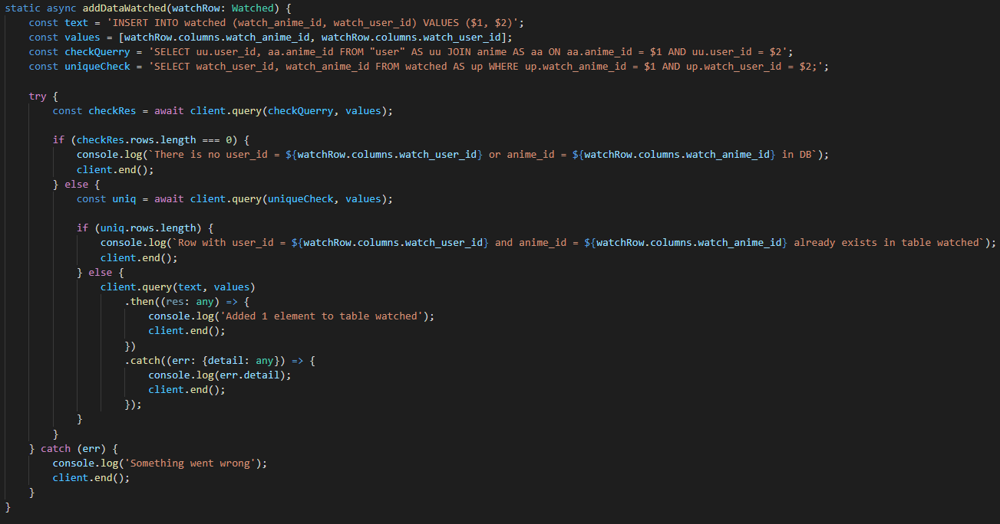 static async addDataWatched(watchRow: Watched) {
    const text = 'INSERT INTO watched (watch_anime_id, watch_user_id) VALUES ($1, $2)';
    const values = [watchRow.columns.watch_anime_id, watchRow.columns.watch_user_id];
    const checkQuerry = 'SELECT uu.user_id, aa.anime_id FROM "user" AS uu JOIN anime AS aa ON aa.anime_id = $1 AND uu.user_id = $2';
    const uniqueCheck = 'SELECT watch_user_id, watch_anime_id FROM watched AS up WHERE up.watch_anime_id = $1 AND up.watch_user_id = $2;';

    try {
        const checkRes = await client.query(checkQuerry, values);

        if (checkRes.rows.length === 0) {
            console.log(`There is no user_id = ${watchRow.columns.watch_user_id} or anime_id = ${watchRow.columns.watch_anime_id} in DB`);
            client.end();
        } else {
            const uniq = await client.query(uniqueCheck, values);

            if (uniq.rows.length) {
                console.log(`Row with user_id = ${watchRow.columns.watch_user_id} and anime_id = ${watchRow.columns.watch_anime_id} already exists in table watched`);
                client.end();
            } else {
                client.query(text, values)
                    .then((res: any) => {
                        console.log('Added 1 element to table watched');
                        client.end();
                    })
                    .catch((err: {detail: any}) => {
                        console.log(err.detail);
                        client.end();
                    });
            }
        }
    } catch (err) {
        console.log('Something went wrong');
        client.end();
    }
}